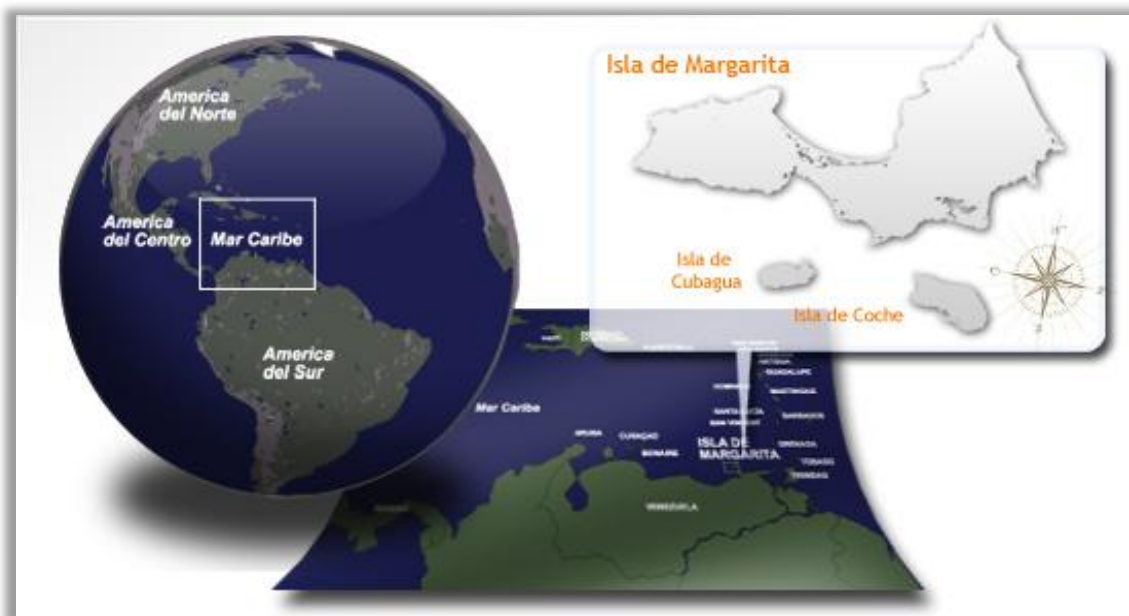 America
del Norte
America
del Centro
Mar Caribe
America
del Sur
Isla de Margarita
Isla de
Cubagua
Isla de Coche
Mar Caribe
HAITI
GUADALUPE
DOMINICA
MARTINIQUE
SANTA LUCIA
SAN VINCENT
BARBADOS
ARUBA
CURAÇAO
BONAIRE
ISLA DE
MARGARITA
GRENADA
TOBAGO
TRINIDAD
VENEZUELA